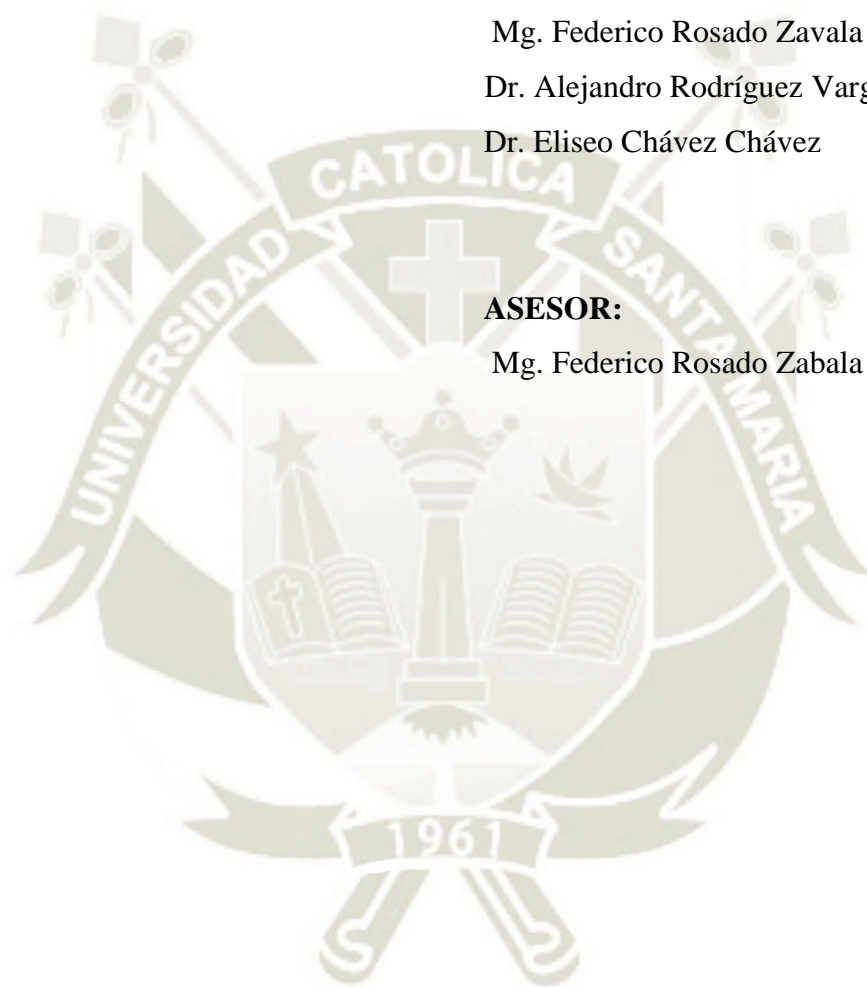 Mg. Federico Rosado Zavala
Dr. Alejandro Rodríguez
Dr. Eliseo Chávez Chávez
ASESOR:
Mg. Federico Rosado Zabala
UNIVERSIDAD CATOLICA SANTA MARIA
1961